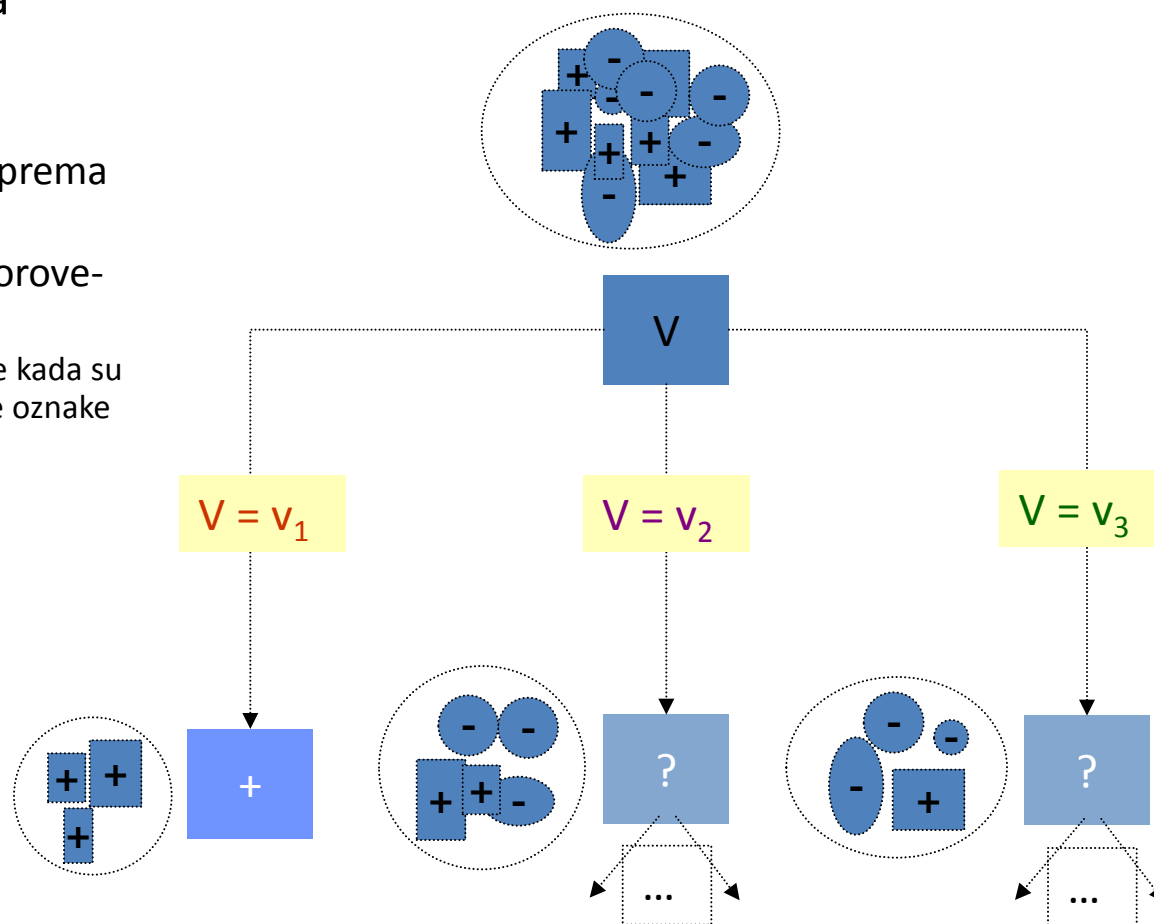 a
prema
prove-
e kada su
e oznake
+ - -
- -
+ + + -
+
-
V
V = v₁
V = v₂
V = v₃
+ +
+
+
- -
+ + -
?
- -
- +
?
...
...